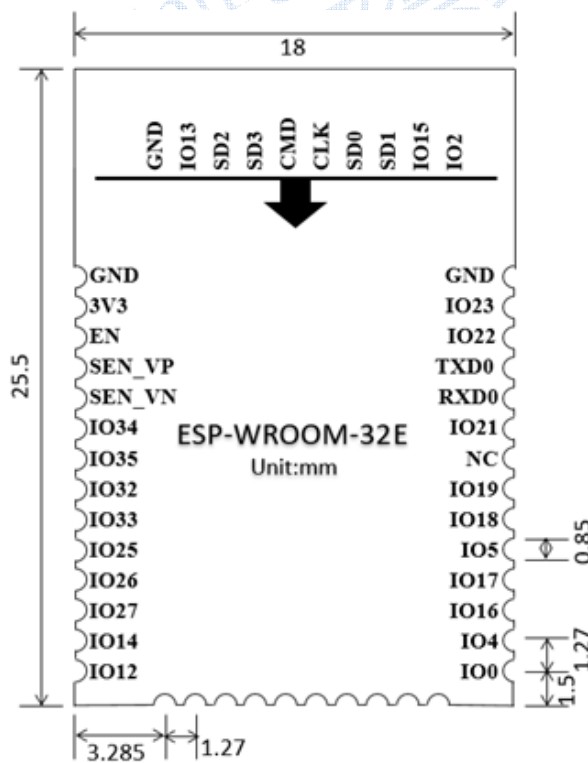 18
GND IO13 SD2 SD3 CMD CLK SD0 SD1 IO15 IO2
25.5
GND GND
3V3 IO23
EN IO22
SEN_VP TXD0
SEN_VN RXD0
IO34 IO21
ESP-WROOM-32E
IO35 NC
Unit:mm
IO32 IO19
IO33 IO18
IO25 IO5 0.85
IO26 IO17
IO27 IO16
IO14 IO4 1.27
IO12 IO0 1.5
3.285 1.27